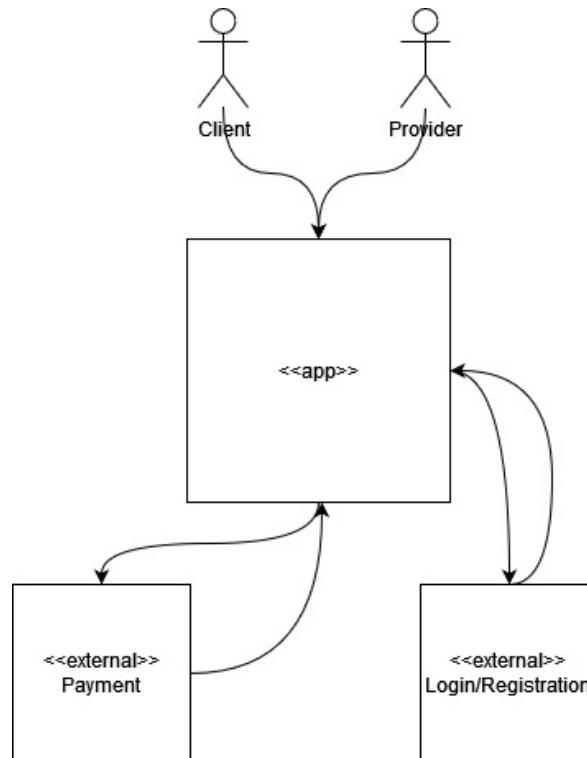 Client
Provider
<<app>>
<<external>>
Payment
<<external>>
Login/Registration